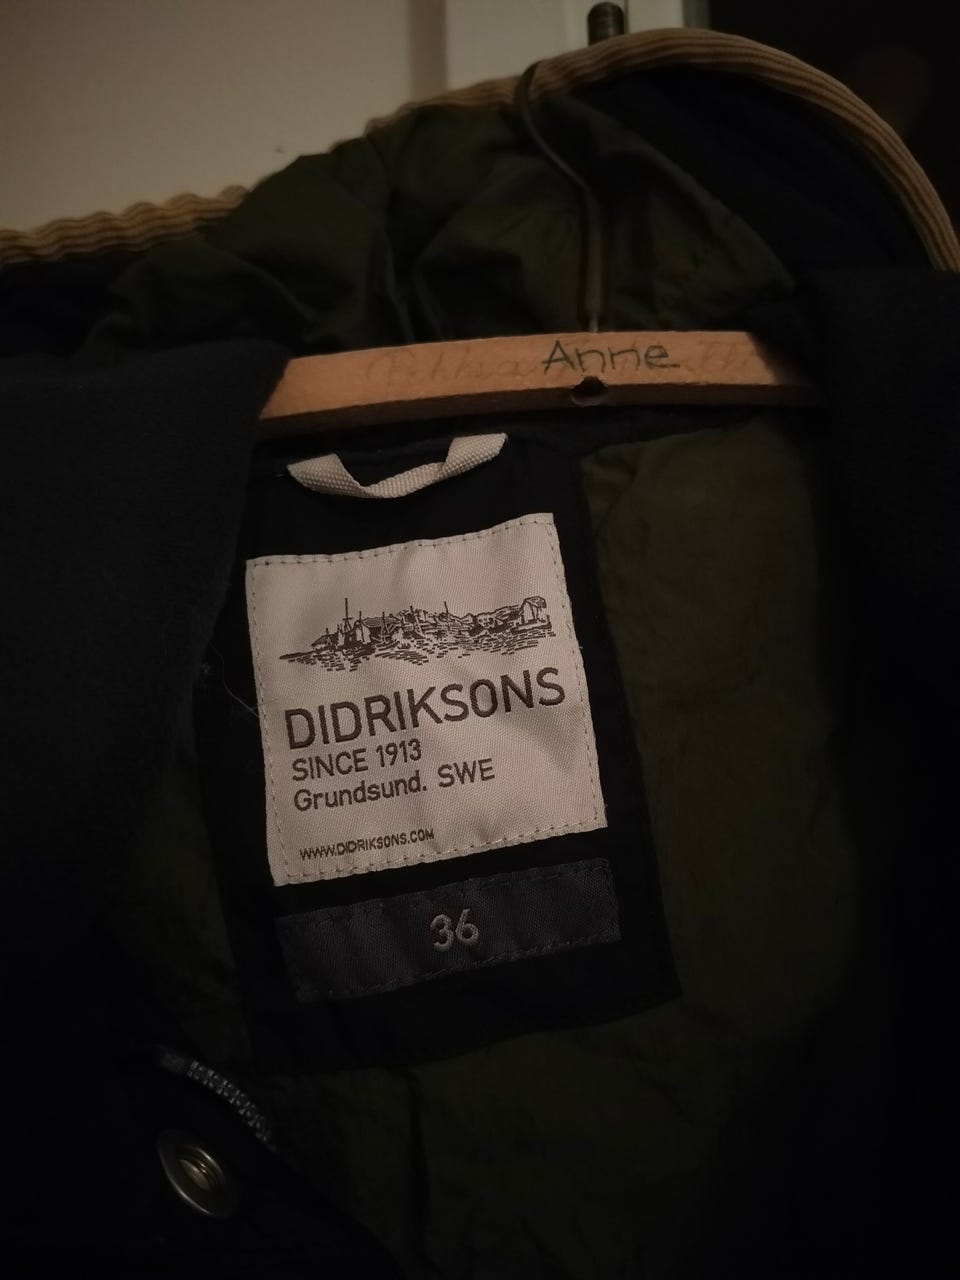 Anne
DIDRIKSONS
SINCE 1913
Grundsund. SWE
WWW.DIDRIKSONS.COM
36